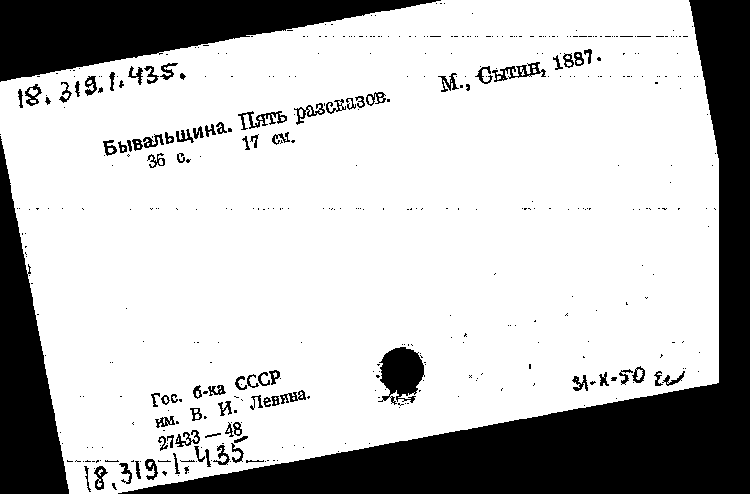 18.319.1.435.
Бывальщина. Пять разсказов. М., Сытин, 1887.
36 с. 17 см.
Гос. б-ка СССР
им. В. И. Ленина.
27433—48
31-X-50
18.319.1.435